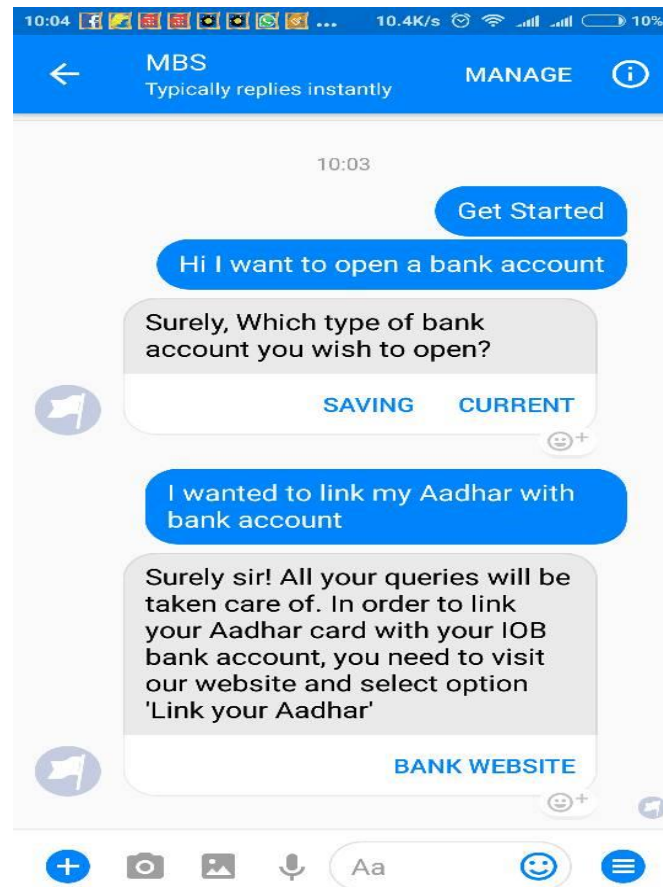 10:04 ... 10.4K/s 10%
MBS
Typically replies instantly
MANAGE
10:03
Get Started
Hi I want to open a bank account
Surely, Which type of bank
account you wish to open?
SAVING CURRENT
I wanted to link my Aadhar with
bank account
Surely sir! All your queries will be
taken care of. In order to link
your Aadhar card with your IOB
bank account, you need to visit
our website and select option
'Link your Aadhar'
BANK WEBSITE
Aa